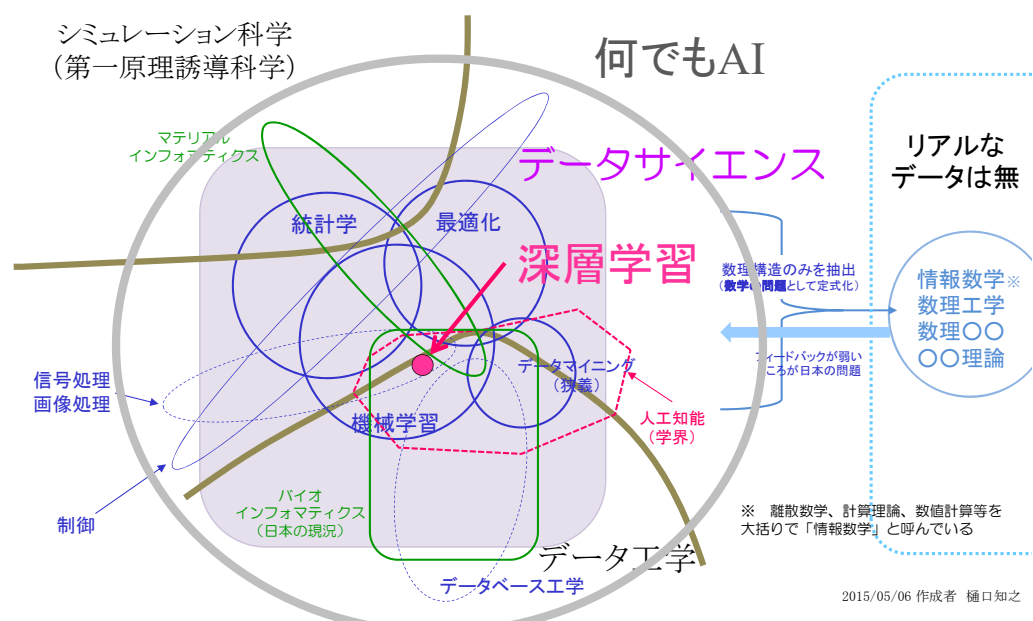 シミュレーション科学
（第一原理誘導科学）
何でもAI
マテリアル
インフォマティクス
データサイエンス
リアルな
データは無
統計学
最適化
深層学習
数理構造のみを抽出
（数学の問題として定式化）
情報数学※
数理工学
数理〇〇
〇〇理論
フィードバックが弱い
ころが日本の問題
データマイニング
（狭義）
信号処理
画像処理
機械学習
人工知能
（学界）
制御
バイオ
インフォマティクス
（日本の現況）
※　離散数学、計算理論、数値計算等を
大括りで「情報数学」と呼んでいる
データ工学
データベース工学
2015/05/06 作成者　樋口知之